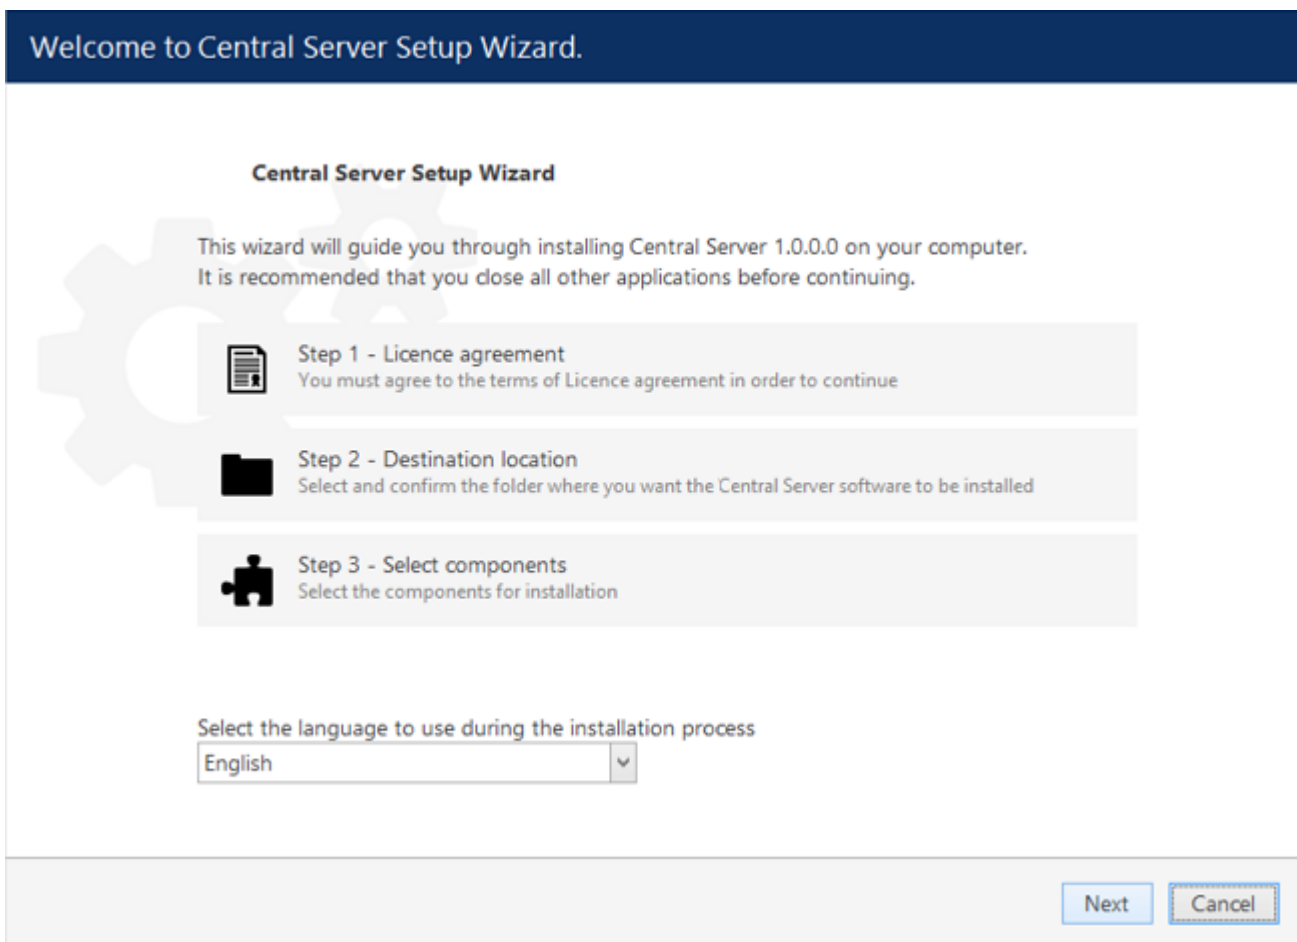 Welcome to Central Server Setup Wizard.
Central Server Setup Wizard
This wizard will guide you through installing Central Server 1.0.0.0 on your computer.
It is recommended that you close all other applications before continuing.
Step 1 - Licence agreement
You must agree to the terms of Licence agreement in order to continue
Step 2 - Destination location
Select and confirm the folder where you want the Central Server software to be installed
Step 3 - Select components
Select the components for installation
Select the language to use during the installation process
English
Next
Cancel